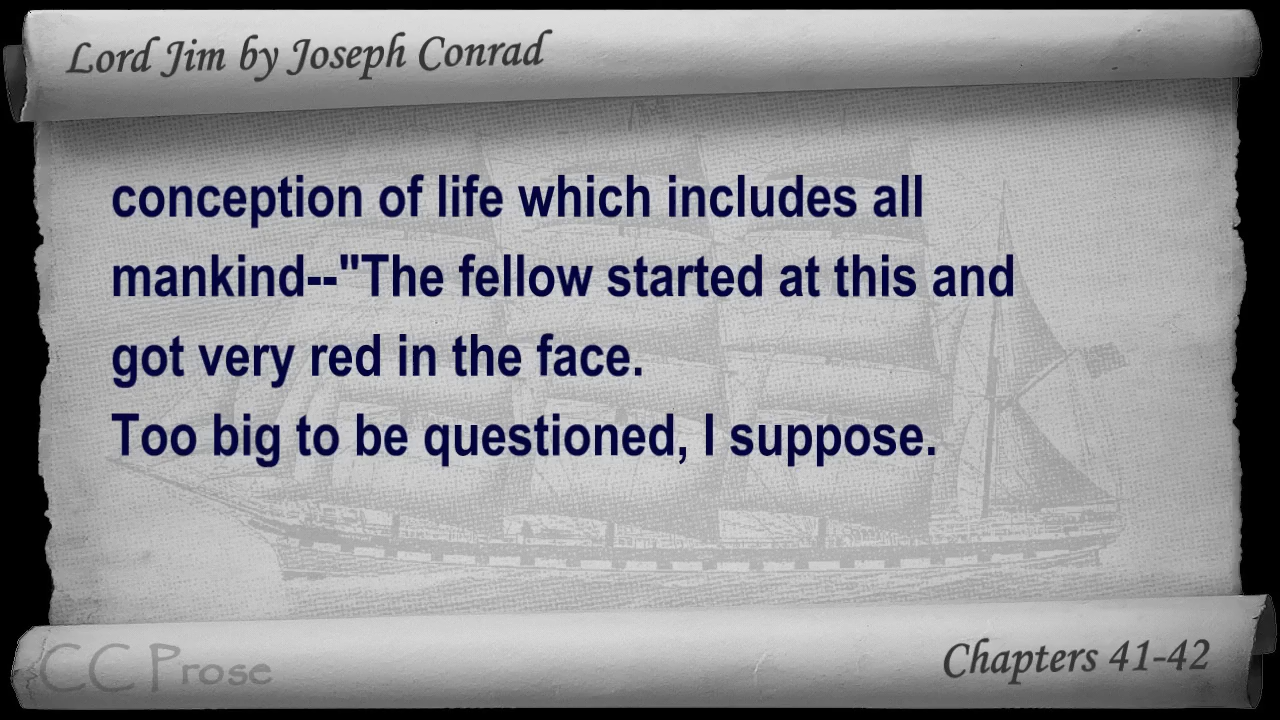 Lord Jim by Joseph Conrad
conception of life which includes all
mankind--"The fellow started at this and
got very red in the face.
Too big to be questioned, I suppose.
CC Prose
Chapters 41-42